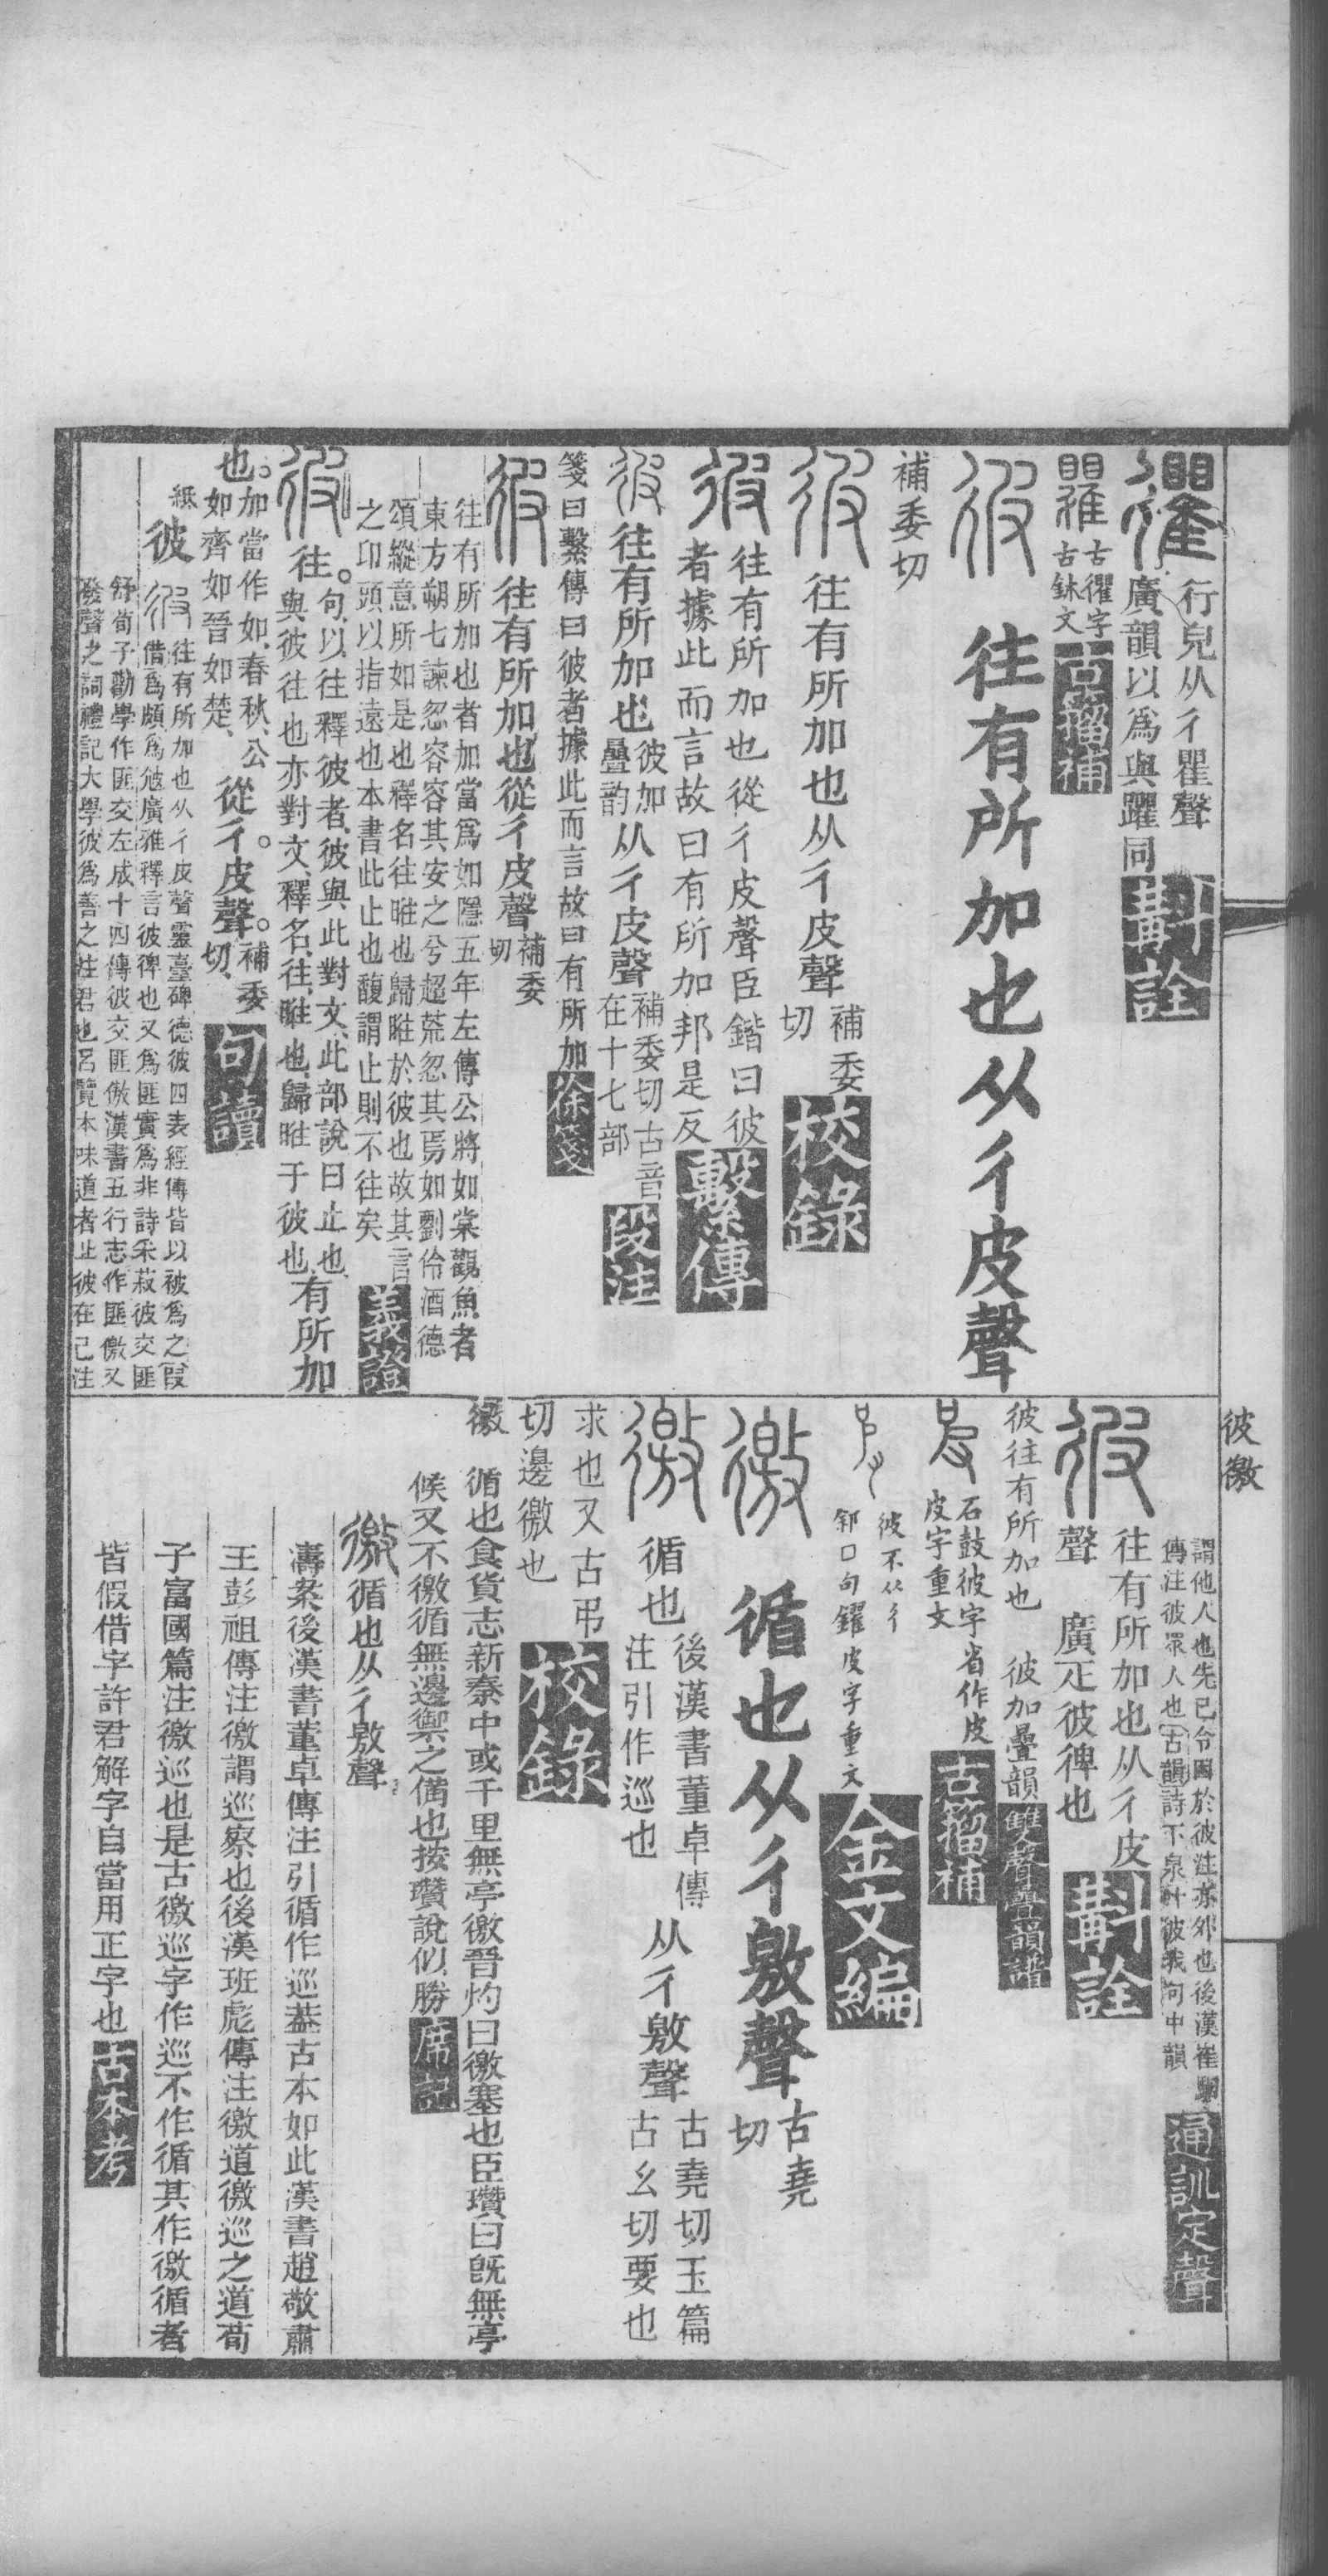 行皃从彳瞿聲
廣韻以爲與躍同
斠詮
古忂字
古鉥文
古籀補
往有所加也从彳皮聲
補委切
往有所加也从彳皮聲
補委切
校錄
往有所加也從彳皮聲臣鍇曰彼
者據此而言故曰有所加邦是反
繫傳
往有所加也
彼加
疊韵
从彳皮聲
補委切古音
在十七部
段注
箋曰繫傳曰彼者據此而言故曰有所加
徐箋
往有所加也從彳皮聲
補委
切
往有所加也者加當爲如隱五年左傳公將如棠觀魚者
東方朔七諫忽容容其安之兮超荒忽其焉如劉伶酒德
頌縱意所如是也釋名往暀也歸暀於彼也故其言
之卬頭以指遠也本書此止也馥謂止則不往矣
義證
往。
句、以往釋彼者、彼與此對文、此部說曰止也、
與彼往也亦對文、釋名、往、暀也、歸暀于彼也、
有所加
也。
加當作如、春秋、公
如齊如晉如楚、
從彳。皮聲。
補委
切、
句讀
紙
彼
往有所加也从彳皮聲靈臺碑德彼四表經傳皆以被爲之
叚
借爲頗爲尮廣雅釋言彼俾也又爲匪實爲非詩采菽彼交匪
舒荀子勸學作匪交左成十四傳彼交匪傲漢書五行志作匪儌又
發聲之詞禮記大學彼爲善之注君也呂覽本味道者止彼在己注
彼徼
謂他人也先己令困於彼注亦外也後漢崔駰
傳注彼眾人也
古韻
詩下泉叶彼我何中韻
通訓定聲
往有所加也从彳皮
聲 廣疋彼俾也
斠詮
彼往有所加也 彼加疊韻
雙聲疊韻譜
石鼓彼字省作皮
皮字重文
古籀補
彼不从彳
句鑃皮字重文
金文編
循也从彳敫聲
古堯
切
循也
後漢書董卓傳
注引作巡也
从彳敫聲
古堯切玉篇
古幺切要也
求也又古弔
切邊徼也
校錄
徼
循也食貨志新秦中或千里無亭徼晉灼曰徼塞也臣瓚曰旣無亭
候又不徼循無邊禦之備也按瓚說似勝
席記
循也从彳敫聲
濤案後漢書董卓傳注引循作巡葢古本如此漢書趙敬肅
王彭祖傳注徼謂巡察也後漢班彪傳注徼道徼巡之道荀
子富國篇注徼巡也是古徼巡字作巡不作循其作徼循者
皆假借字許君解字自當用正字也
古本考